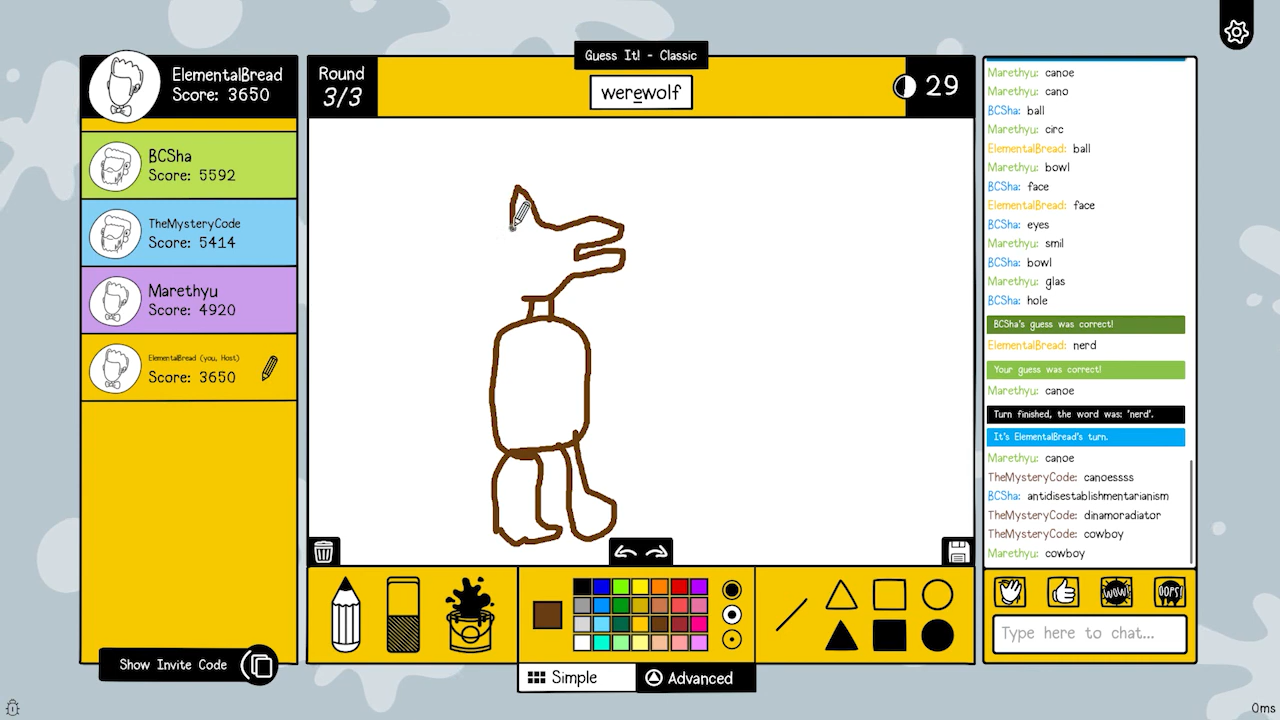 ElementalBread
Score: 3650
BCSha
Score: 5592
TheMysteryCode
Score: 5414
Marethyu
Score: 4920
ElementalBread (you, Host)
Score: 3650
Show Invite Code
Round
3/3
Guess It! - Classic
werewolf
29
Simple
Advanced
Marethyu: canoe
Marethyu: cano
BCSha: ball
Marethyu: circ
ElementalBread: ball
Marethyu: bowl
BCSha: face
ElementalBread: face
BCSha: eyes
Marethyu: smil
BCSha: bowl
Marethyu: glas
BCSha: hole
BCSha's guess was correct!
ElementalBread: nerd
Your guess was correct!
Marethyu: canoe
Turn finished, the word was: 'nerd'.
It's ElementalBread's turn.
Marethyu: canoe
TheMysteryCode: canoessss
BCSha: antidisestablishmentarianism
TheMysteryCode: dinamoradiator
TheMysteryCode: cowboy
Marethyu: cowboy
WOW!
OOPS!
Type here to chat...
0ms